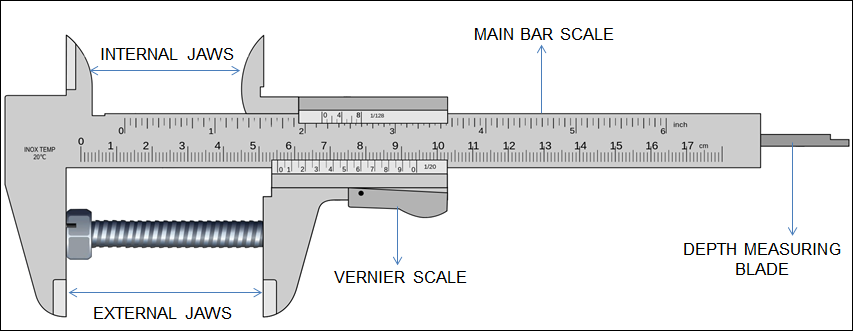 MAIN BAR SCALE
INTERNAL JAWS
0 4 8 1/128
inch
0 1 2 3 4 5 6
INOX TEMP
20°C
0 1 2 3 4 5 6 7 8 9 10 11 12 13 14 15 16 17 cm
0 1 2 3 4 5 6 7 8 9 0 1/20
DEPTH MEASURING
BLADE
VERNIER SCALE
EXTERNAL JAWS